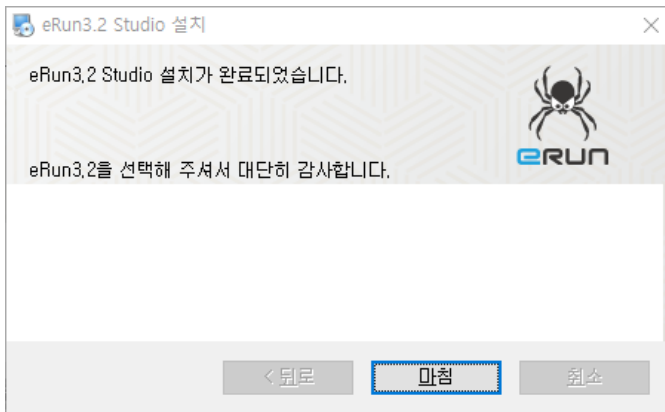 eRun3.2 Studio 설치
eRun3.2 Studio 설치가 완료되었습니다.
eRUN
eRun3.2을 선택해 주셔서 대단히 감사합니다.
< 뒤로
마침
취소